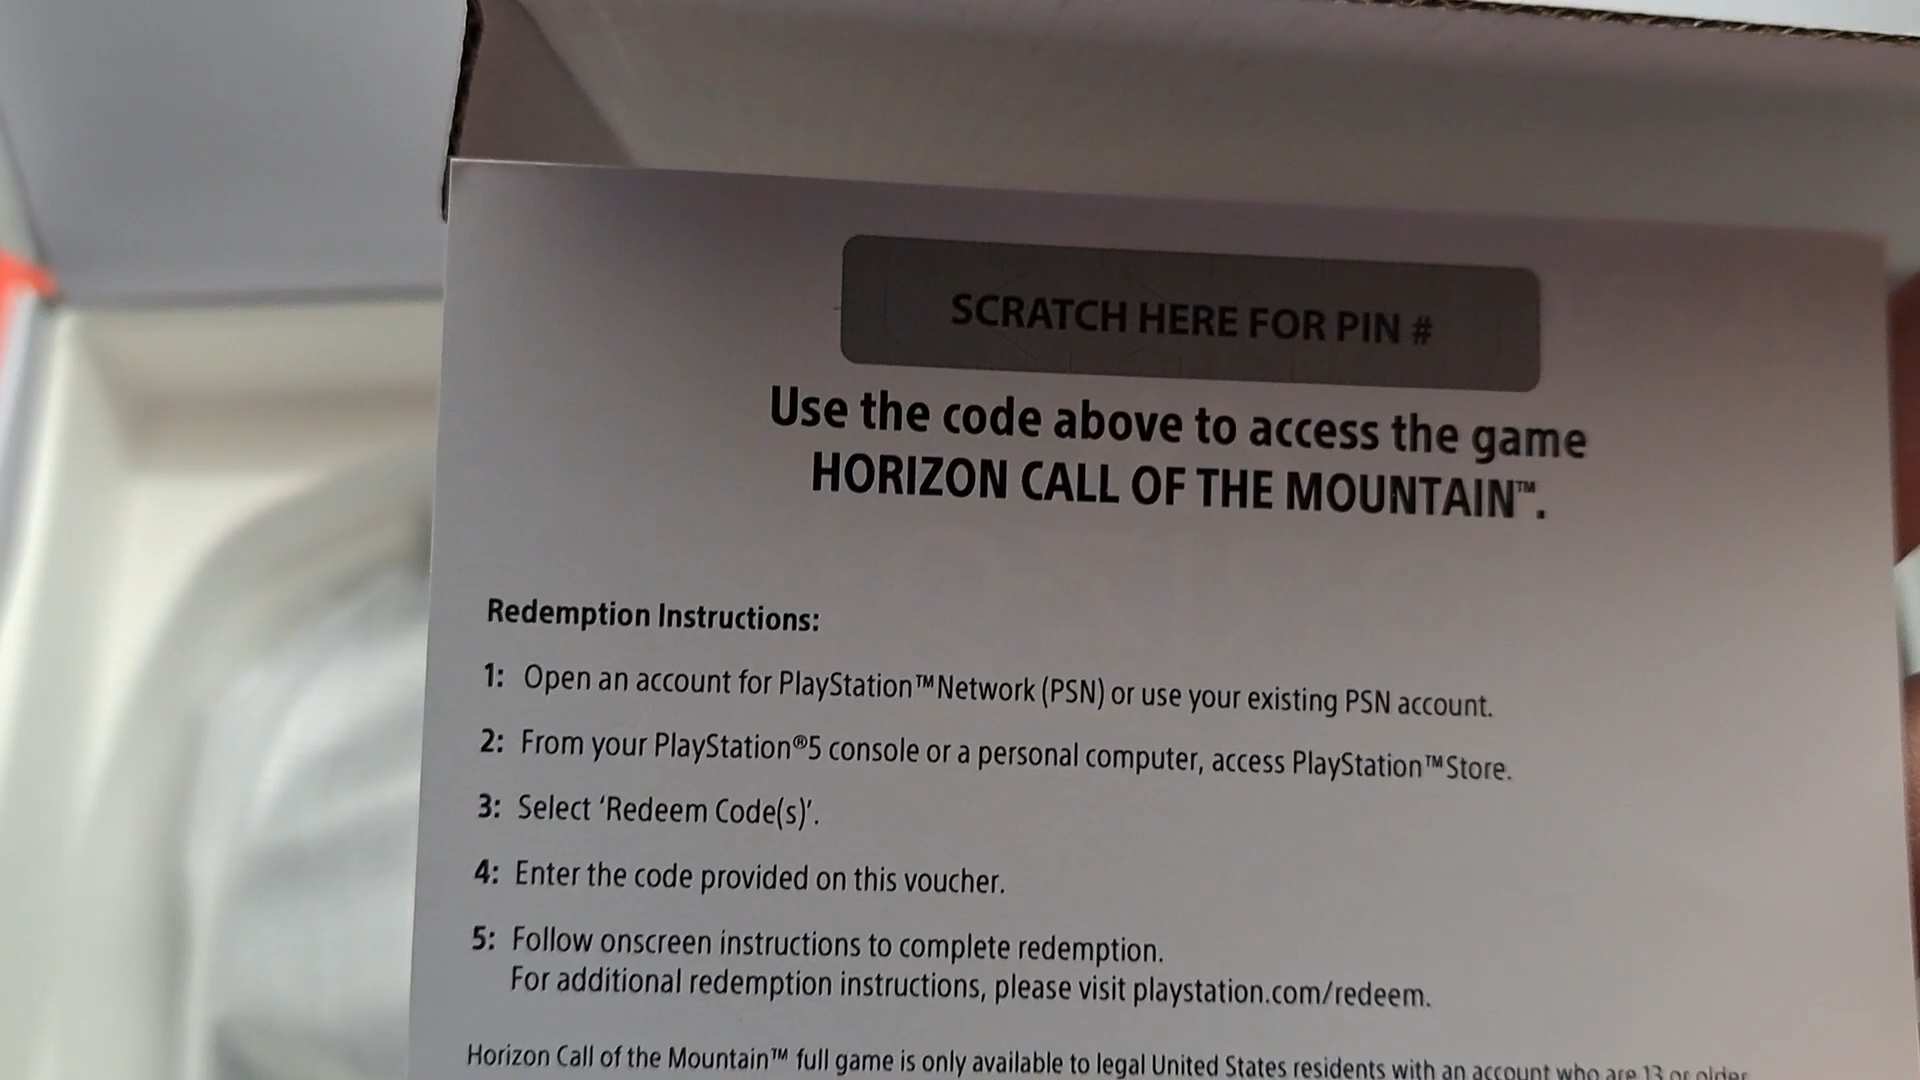 SCRATCH HERE FOR PIN #
Use the code above to access the game
HORIZON CALL OF THE MOUNTAIN™.
Redemption Instructions:
1: Open an account for PlayStation™Network (PSN) or use your existing PSN account.
2: From your PlayStation®5 console or a personal computer, access PlayStation™Store.
3: Select ‘Redeem Code(s)’.
4: Enter the code provided on this voucher.
5: Follow onscreen instructions to complete redemption.
For additional redemption instructions, please visit playstation.com/redeem.
Horizon Call of the Mountain™ full game is only available to legal United States residents with an account who are 13 or older